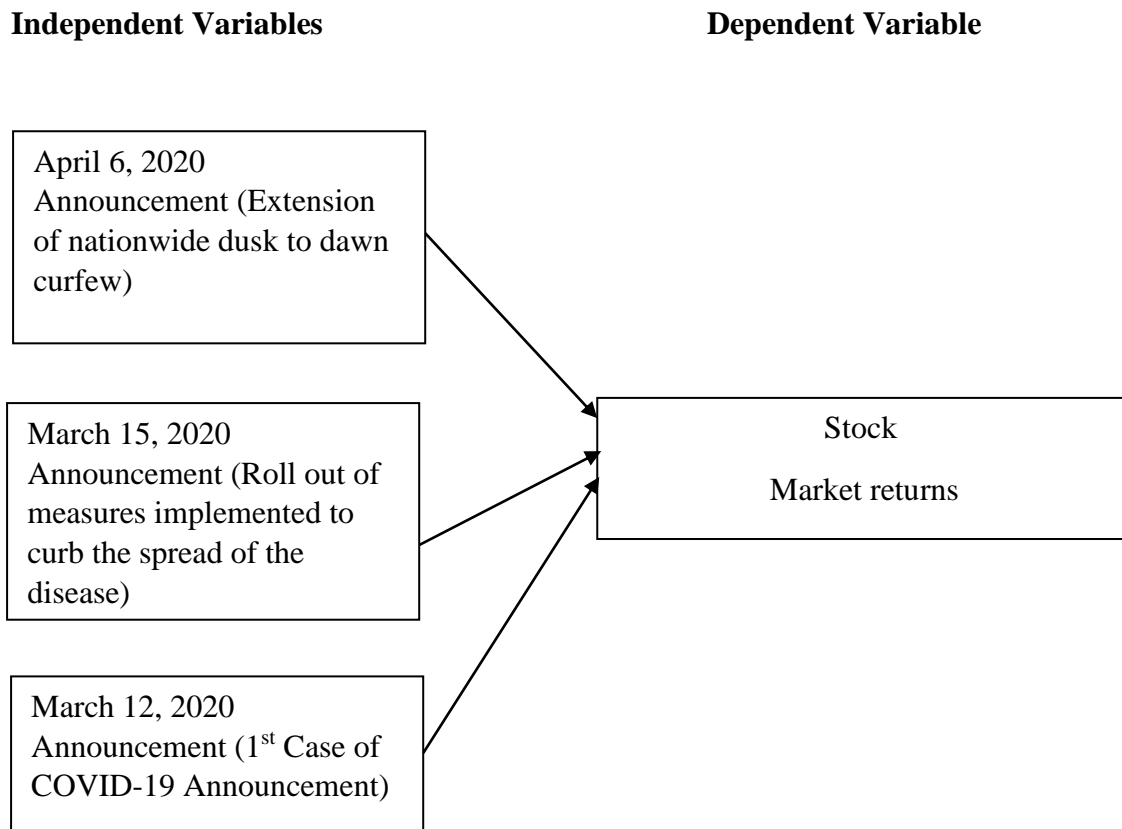 Independent Variables
Dependent Variable
April 6, 2020
Announcement (Extension
of nationwide dusk to dawn
curfew)
March 15, 2020
Announcement (Roll out of
measures implemented to
curb the spread of the
disease)
March 12, 2020
Announcement (1st Case of
COVID-19 Announcement)
Stock
Market returns